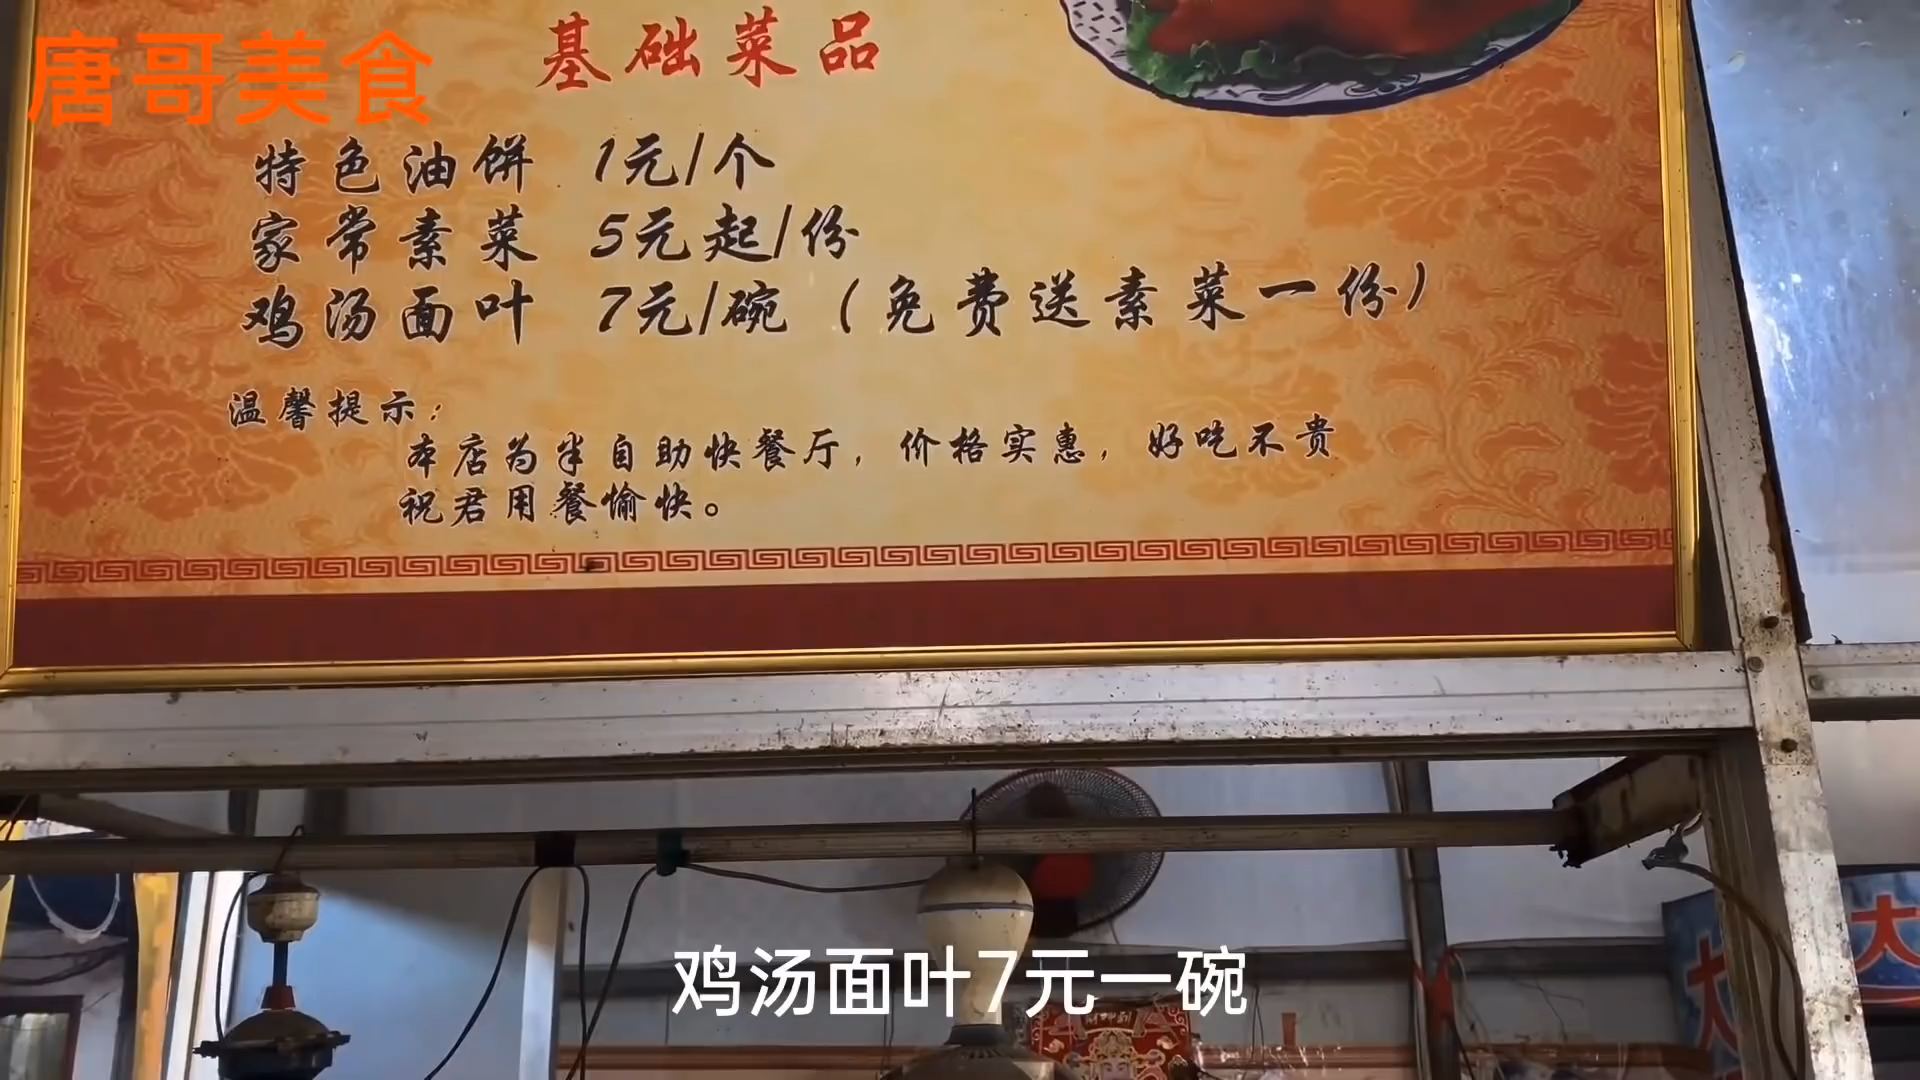 唐哥美食
基础菜品
特色油饼 1元/个
家常素菜 5元起/份
鸡汤面叶 7元/碗（免费送素菜一份）
温馨提示：
本店为半自助快餐厅，价格实惠，好吃不贵
祝君用餐愉快。
大
大
鸡汤面叶7元一碗